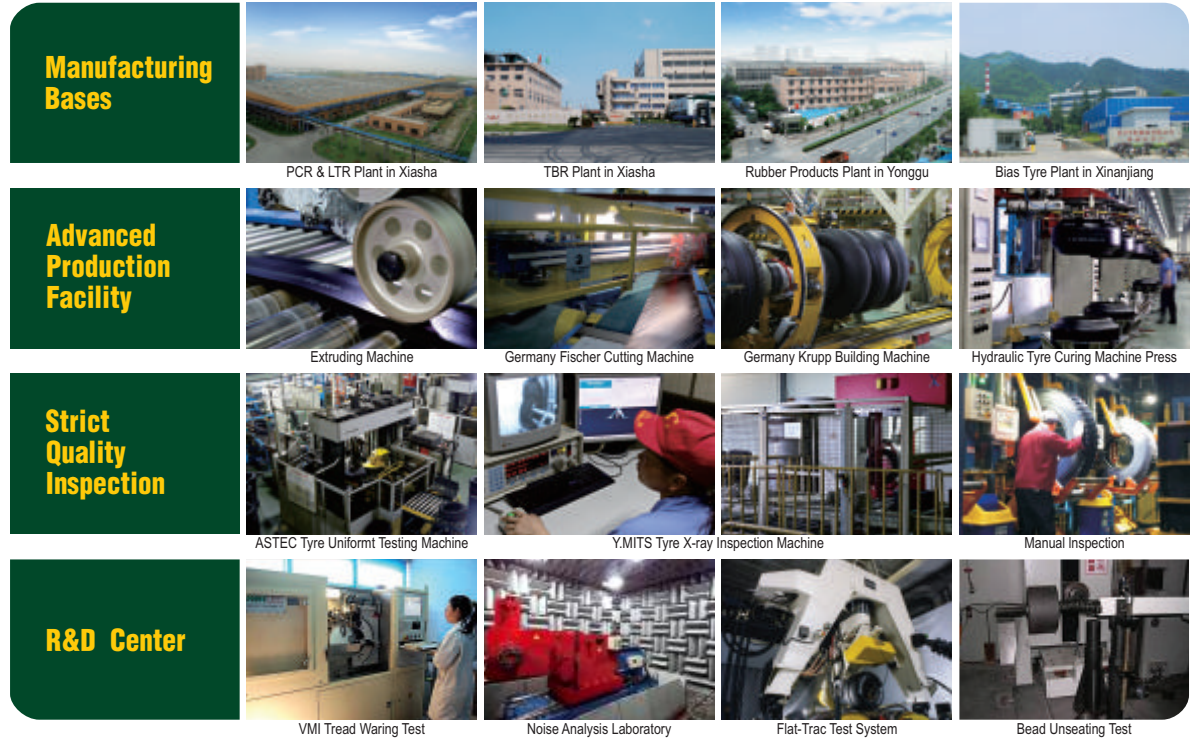 Manufacturing
Bases
PCR & LTR Plant in Xiasha
TBR Plant in Xiasha
Rubber Products Plant in Yonggu
Bias Tyre Plant in Xinanjiang
Advanced
Production
Facility
Extruding Machine
Germany Fischer Cutting Machine
Germany Krupp Building Machine
Hydraulic Tyre Curing Machine Press
Strict
Quality
Inspection
ASTEC Tyre Uniformt Testing Machine
Y.MITS Tyre X-ray Inspection Machine
Manual Inspection
R&D Center
VMI Tread Waring Test
Noise Analysis Laboratory
Flat-Trac Test System
Bead Unseating Test